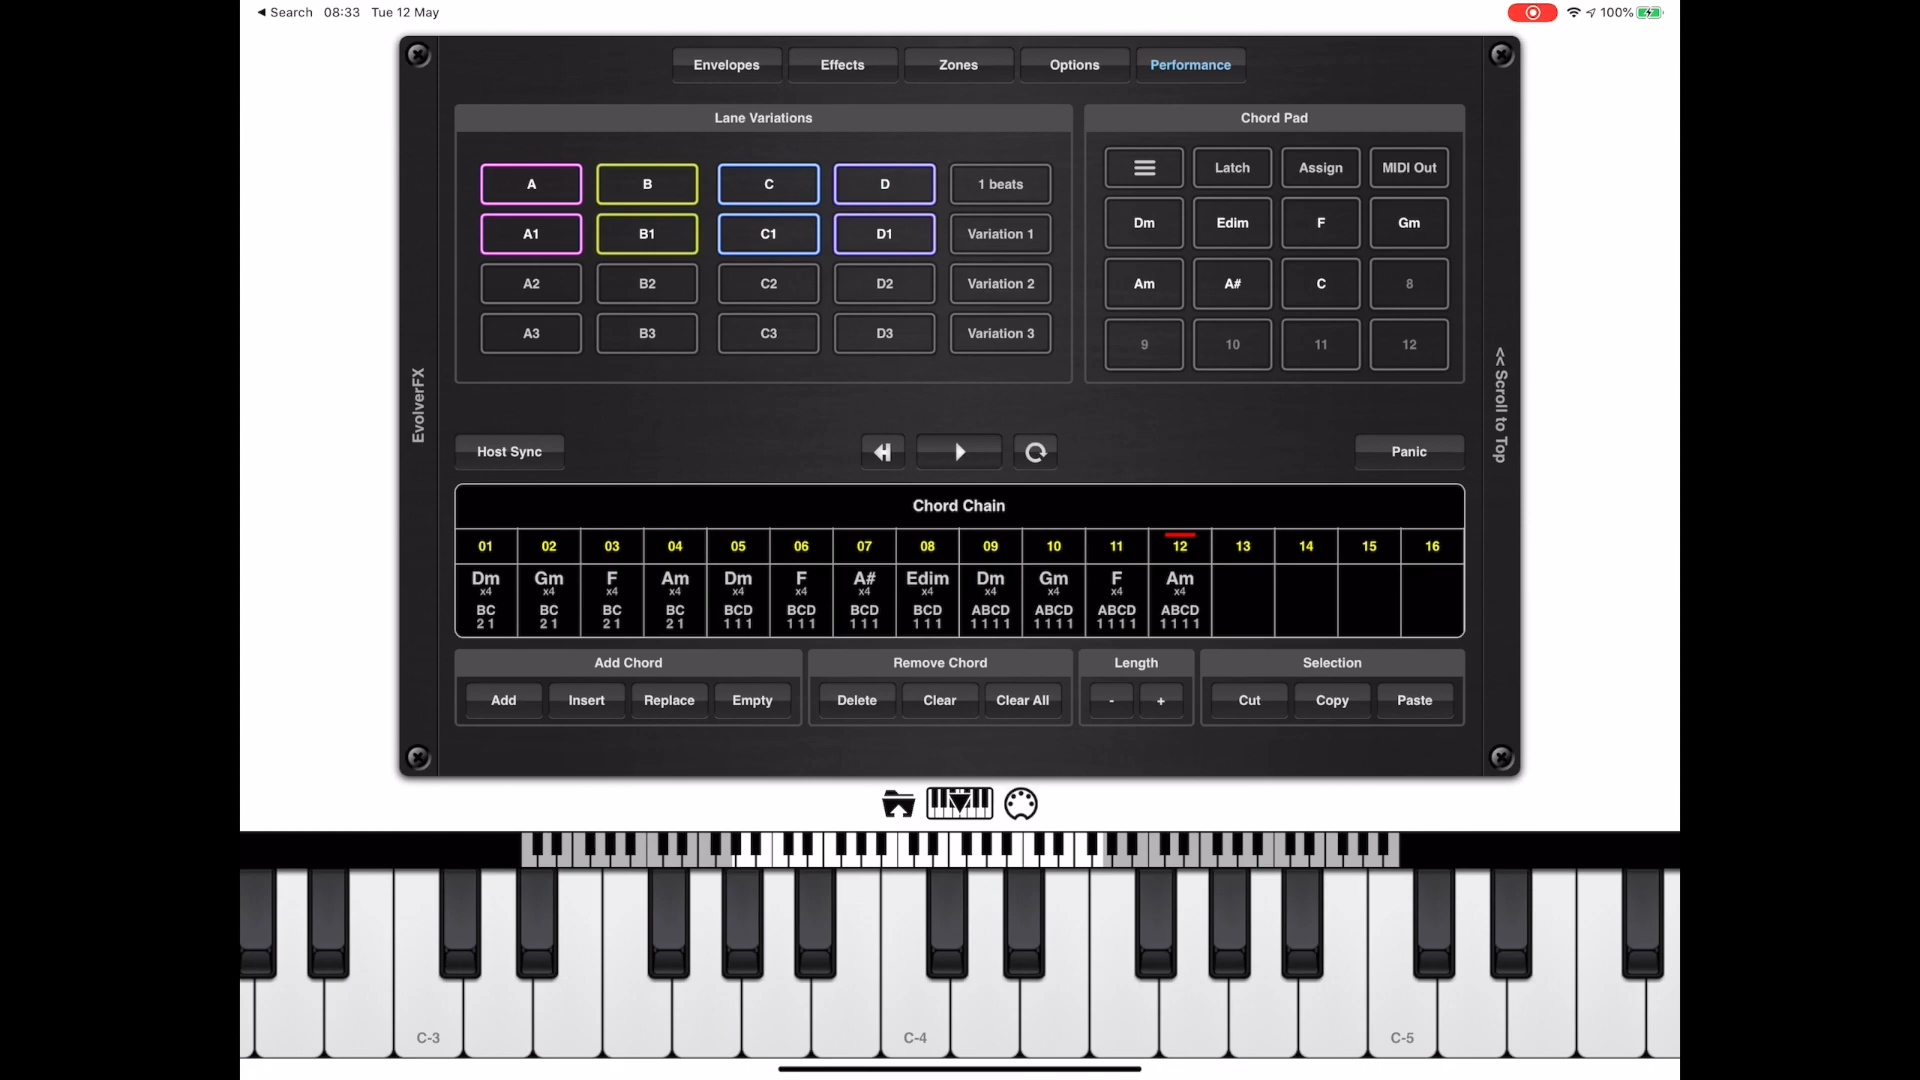 ◀ Search 08:33 Tue 12 May
100%
Envelopes Effects Zones Options Performance
Lane Variations
A B C D 1 beats
A1 B1 C1 D1 Variation 1
A2 B2 C2 D2 Variation 2
A3 B3 C3 D3 Variation 3
Chord Pad
Latch Assign MIDI Out
Dm Edim F Gm
Am A# C 8
9 10 11 12
EvolverFX
<< Scroll to Top
Host Sync
Panic
Chord Chain
01 02 03 04 05 06 07 08 09 10 11 12 13 14 15 16
Dm Gm F Am Dm F A# Edim Dm Gm F Am
x4 x4 x4 x4 x4 x4 x4 x4 x4 x4 x4 x4
BC BC BC BC BCD BCD BCD BCD ABCD ABCD ABCD ABCD
2 1 2 1 2 1 2 1 1 1 1 1 1 1 1 1 1 1 1 1 1 1 1 1 1 1 1 1 1 1 1 1 1 1 1 1
Add Chord Remove Chord Length Selection
Add Insert Replace Empty Delete Clear Clear All - + Cut Copy Paste
C-3 C-4 C-5